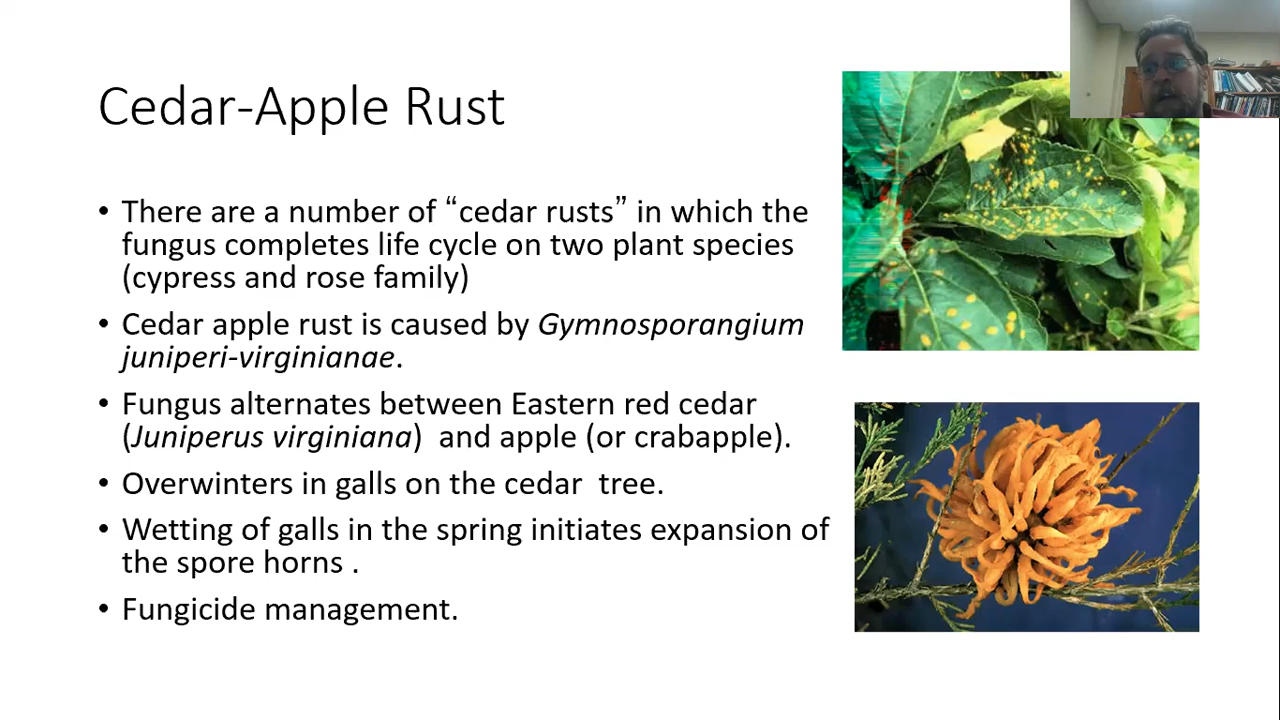 Cedar-Apple Rust
• There are a number of “cedar rusts” in which the
fungus completes life cycle on two plant species
(cypress and rose family)
• Cedar apple rust is caused by Gymnosporangium
juniperi-virginianae.
• Fungus alternates between Eastern red cedar
(Juniperus virginiana)  and apple (or crabapple).
• Overwinters in galls on the cedar  tree.
• Wetting of galls in the spring initiates expansion of
the spore horns .
• Fungicide management.